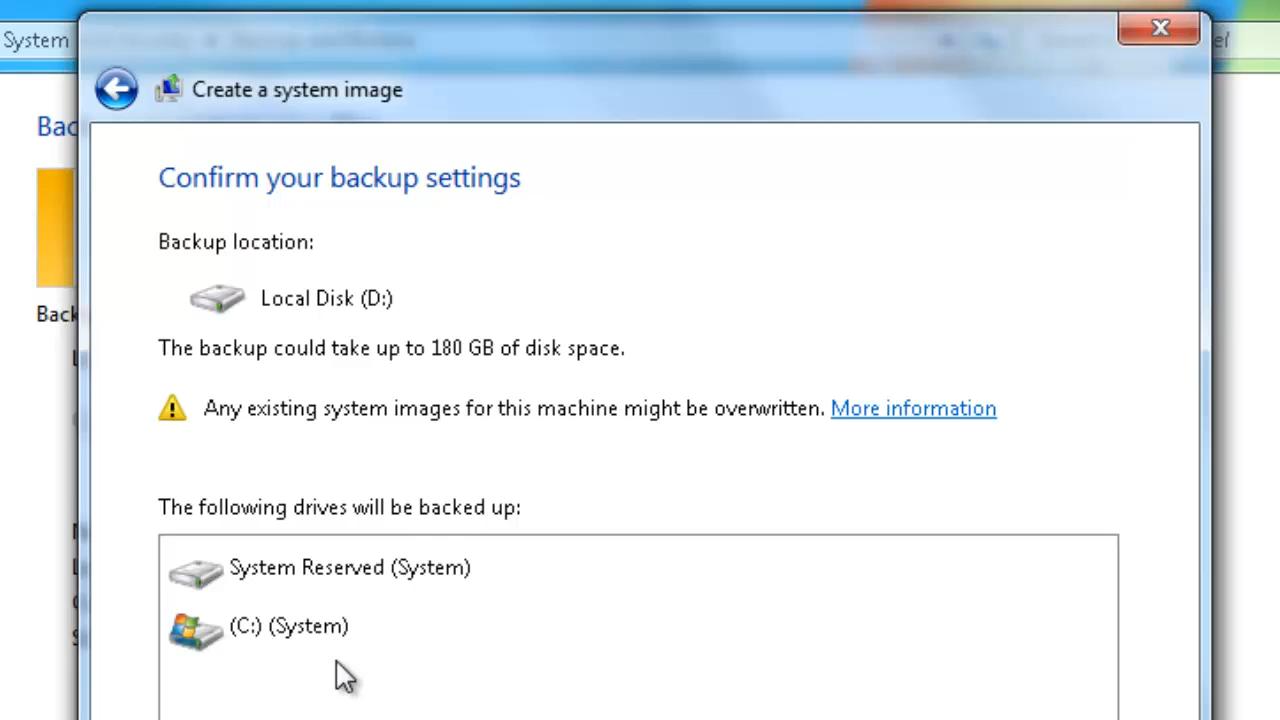 System
Create a system image
Bac
Confirm your backup settings
Backup location:
Local Disk (D:)
Back
The backup could take up to 180 GB of disk space.
Any existing system images for this machine might be overwritten. More information
The following drives will be backed up:
System Reserved (System)
(C:) (System)